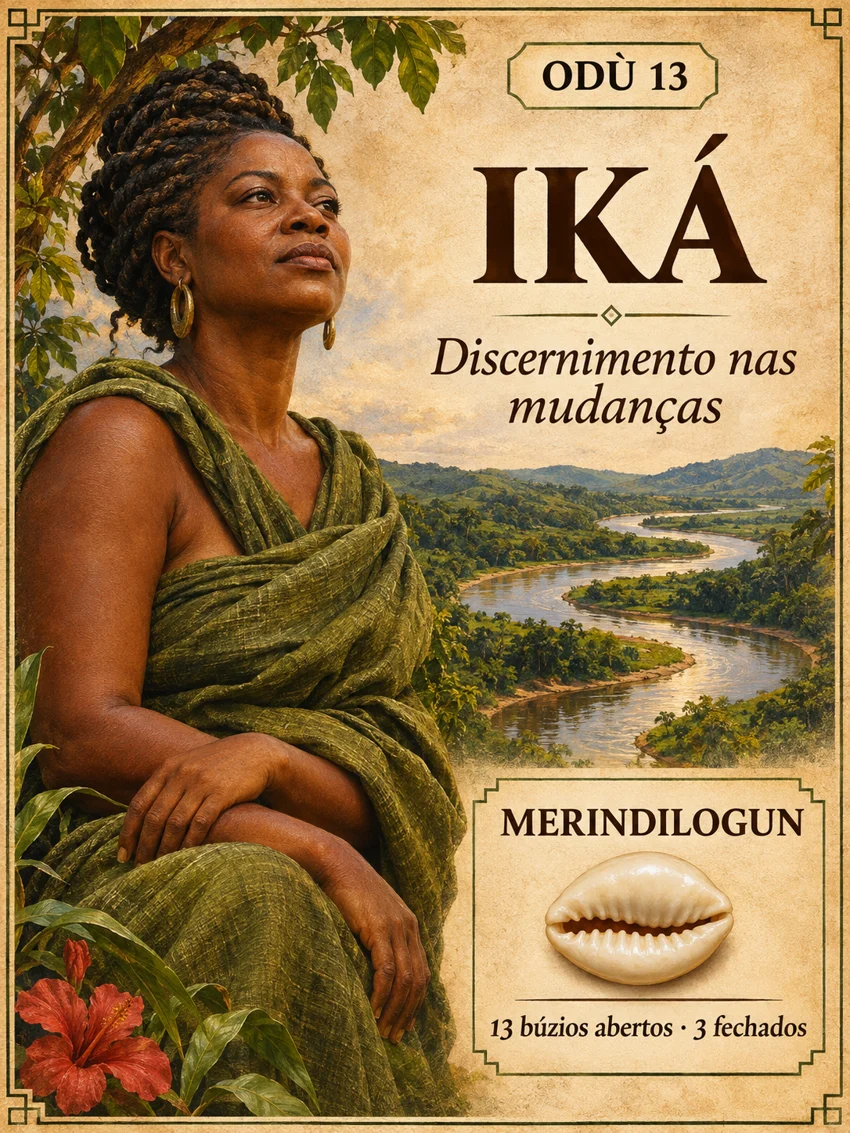 ODÙ 13
IKÁ
Discernimento nas
mudanças
MERINDILOGUN
13 búzios abertos · 3 fechados